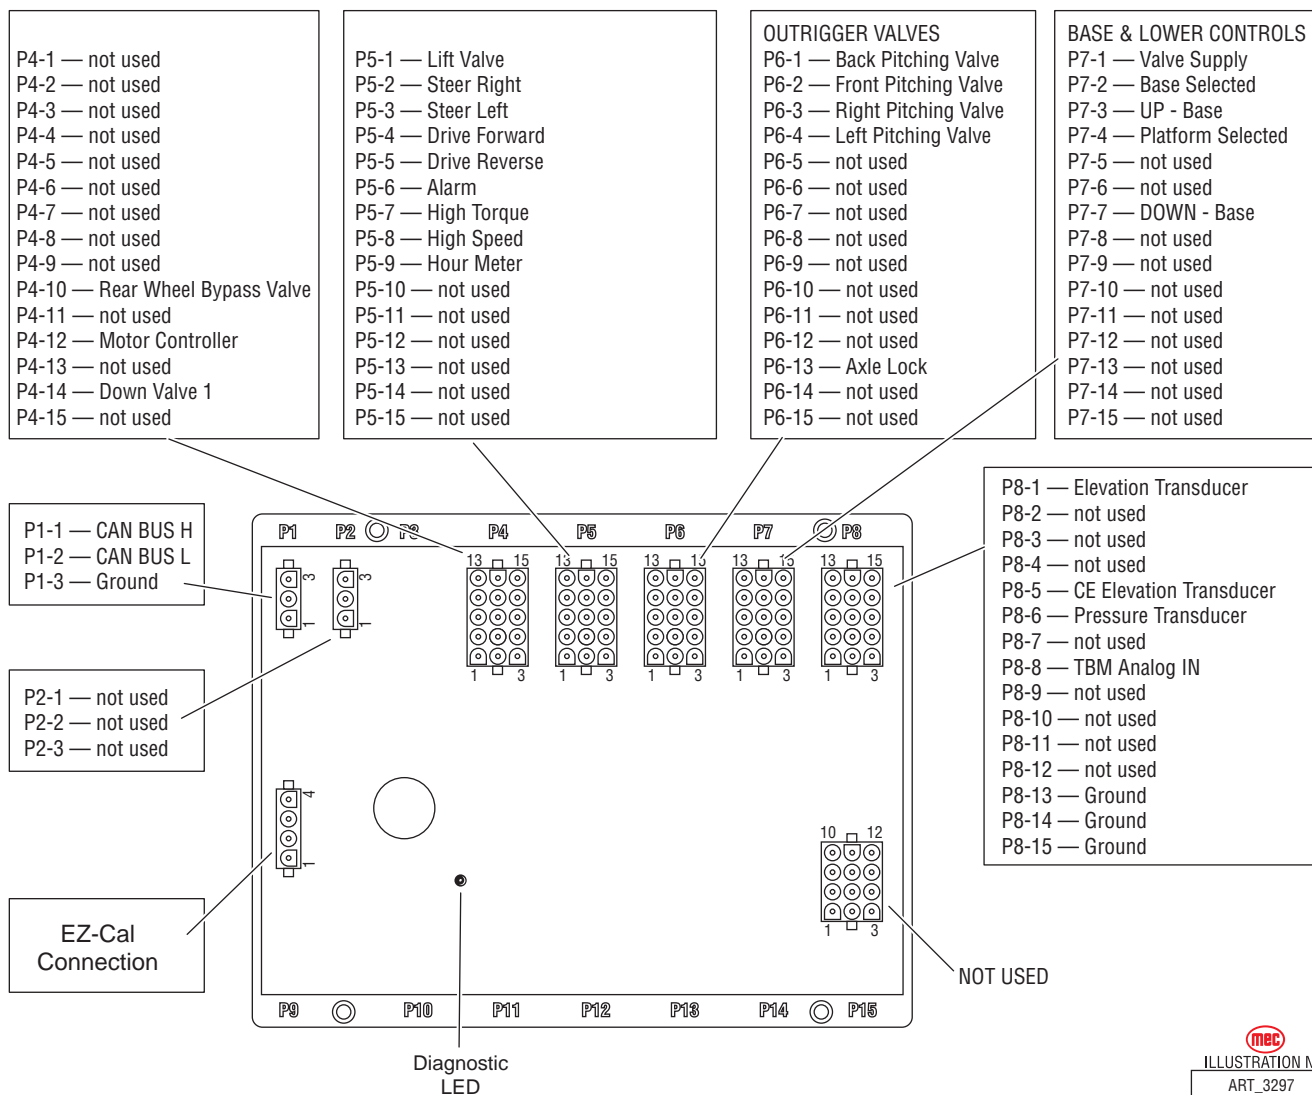 P4-1 — not used
P4-2 — not used
P4-3 — not used
P4-4 — not used
P4-5 — not used
P4-6 — not used
P4-7 — not used
P4-8 — not used
P4-9 — not used
P4-10 — Rear Wheel Bypass Valve
P4-11 — not used
P4-12 — Motor Controller
P4-13 — not used
P4-14 — Down Valve 1
P4-15 — not used
P5-1 — Lift Valve
P5-2 — Steer Right
P5-3 — Steer Left
P5-4 — Drive Forward
P5-5 — Drive Reverse
P5-6 — Alarm
P5-7 — High Torque
P5-8 — High Speed
P5-9 — Hour Meter
P5-10 — not used
P5-11 — not used
P5-12 — not used
P5-13 — not used
P5-14 — not used
P5-15 — not used
OUTRIGGER VALVES
P6-1 — Back Pitching Valve
P6-2 — Front Pitching Valve
P6-3 — Right Pitching Valve
P6-4 — Left Pitching Valve
P6-5 — not used
P6-6 — not used
P6-7 — not used
P6-8 — not used
P6-9 — not used
P6-10 — not used
P6-11 — not used
P6-12 — not used
P6-13 — Axle Lock
P6-14 — not used
P6-15 — not used
BASE & LOWER CONTROLS
P7-1 — Valve Supply
P7-2 — Base Selected
P7-3 — UP - Base
P7-4 — Platform Selected
P7-5 — not used
P7-6 — not used
P7-7 — DOWN - Base
P7-8 — not used
P7-9 — not used
P7-10 — not used
P7-11 — not used
P7-12 — not used
P7-13 — not used
P7-14 — not used
P7-15 — not used
P1-1 — CAN BUS H
P1-2 — CAN BUS L
P1-3 — Ground
P2-1 — not used
P2-2 — not used
P2-3 — not used
P8-1 — Elevation Transducer
P8-2 — not used
P8-3 — not used
P8-4 — not used
P8-5 — CE Elevation Transducer
P8-6 — Pressure Transducer
P8-7 — not used
P8-8 — TBM Analog IN
P8-9 — not used
P8-10 — not used
P8-11 — not used
P8-12 — not used
P8-13 — Ground
P8-14 — Ground
P8-15 — Ground
P1 P2 P3 P4 P5 P6 P7 P8
13 15 13 15 13 15 13 15 13 15
3 3
1 1
1 3 1 3 1 3 1 3 1 3
4
1
10 12
1 3
EZ-Cal
Connection
NOT USED
P9 P10 P11 P12 P13 P14 P15
Diagnostic
LED
mec
ILLUSTRATION N
ART_3297